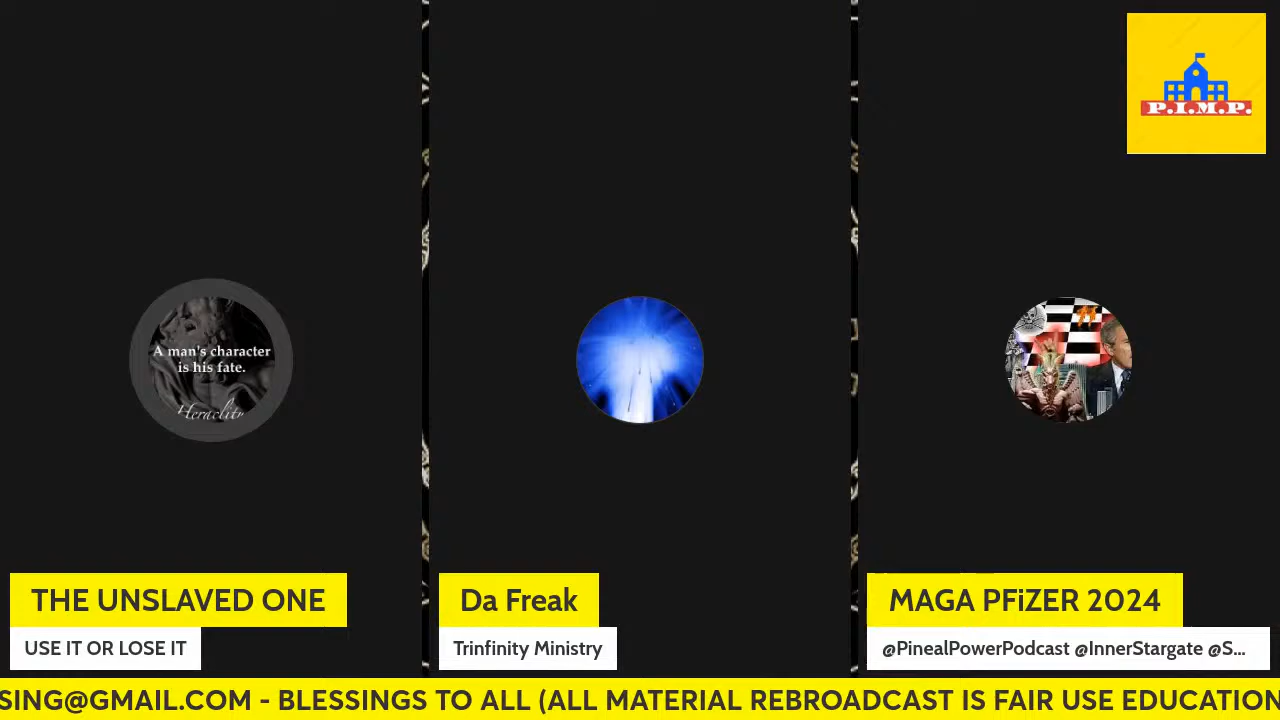 P.I.M.P.
A man's character
is his fate.
THE UNSLAVED ONE
USE IT OR LOSE IT
Da Freak
Trinfinity Ministry
MAGA PFiZER 2024
@PinealPowerPodcast @InnerStargate @S...
SING@GMAIL.COM - BLESSINGS TO ALL (ALL MATERIAL REBROADCAST IS FAIR USE EDUCATION